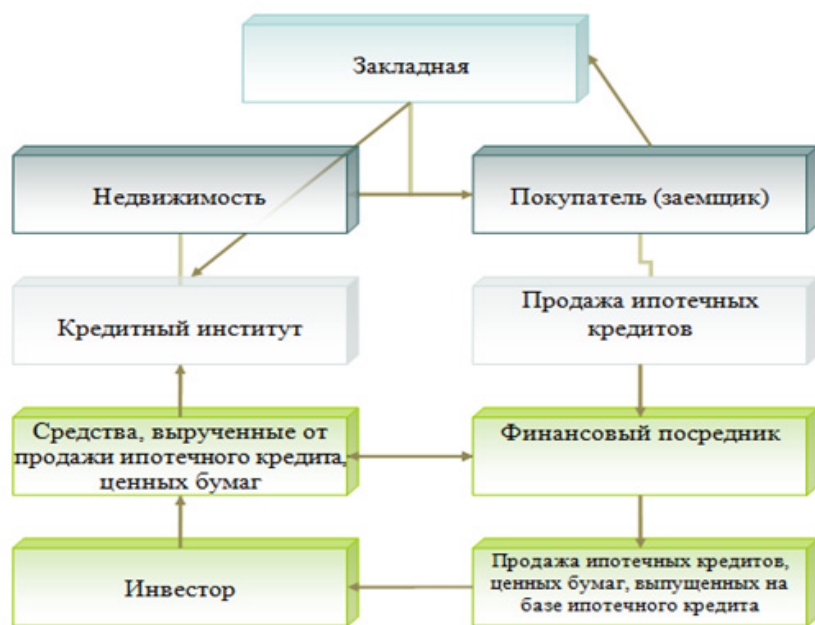 Закладная
Недвижимость
Покупатель (заемщик)
Кредитный институт
Продажа ипотечных
кредитов
Средства, вырученные от
продажи ипотечного кредита,
ценных бумаг
Финансовый посредник
Инвестор
Продажа ипотечных кредитов,
ценных бумаг, выпущенных на
базе ипотечного кредита